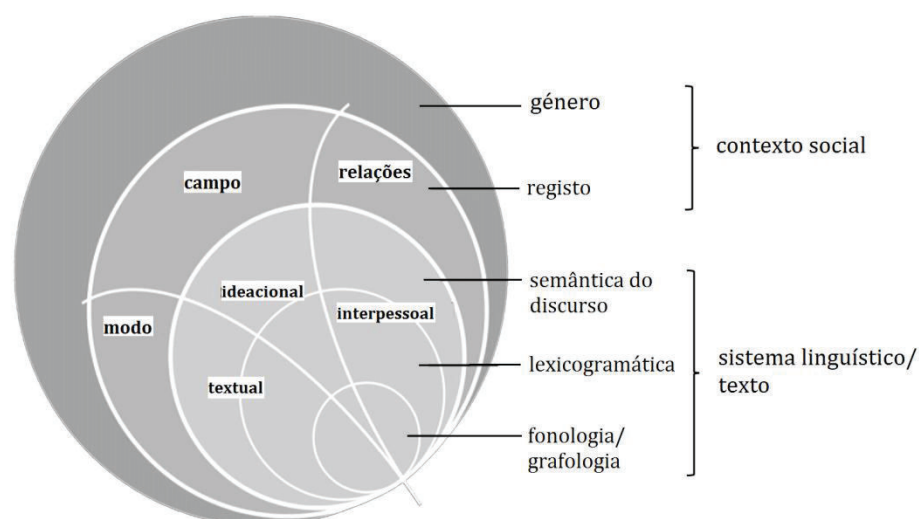 género
contexto social
relações
campo
registo
semântica do
discurso
ideacional
interpessoal
modo
sistema linguístico/
texto
lexicogramática
textual
fonologia/
grafologia